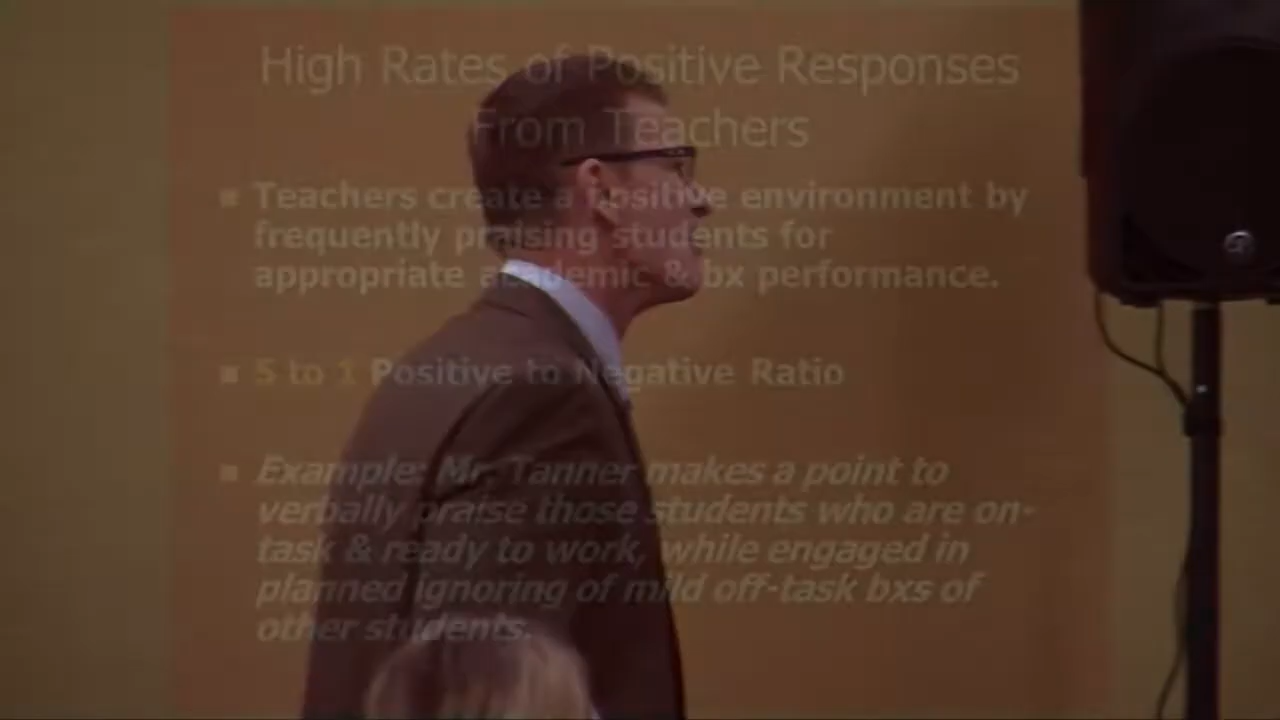 High Rates of Positive Responses
From Teachers
Teachers create a positive environment by
frequently praising students for
appropriate academic & bx performance.
5 to 1 Positive to Negative Ratio
Example: Mr. Tanner makes a point to
verbally praise those students who are on-
task & ready to work, while engaged in
planned ignoring of mild off-task bxs of
other students.